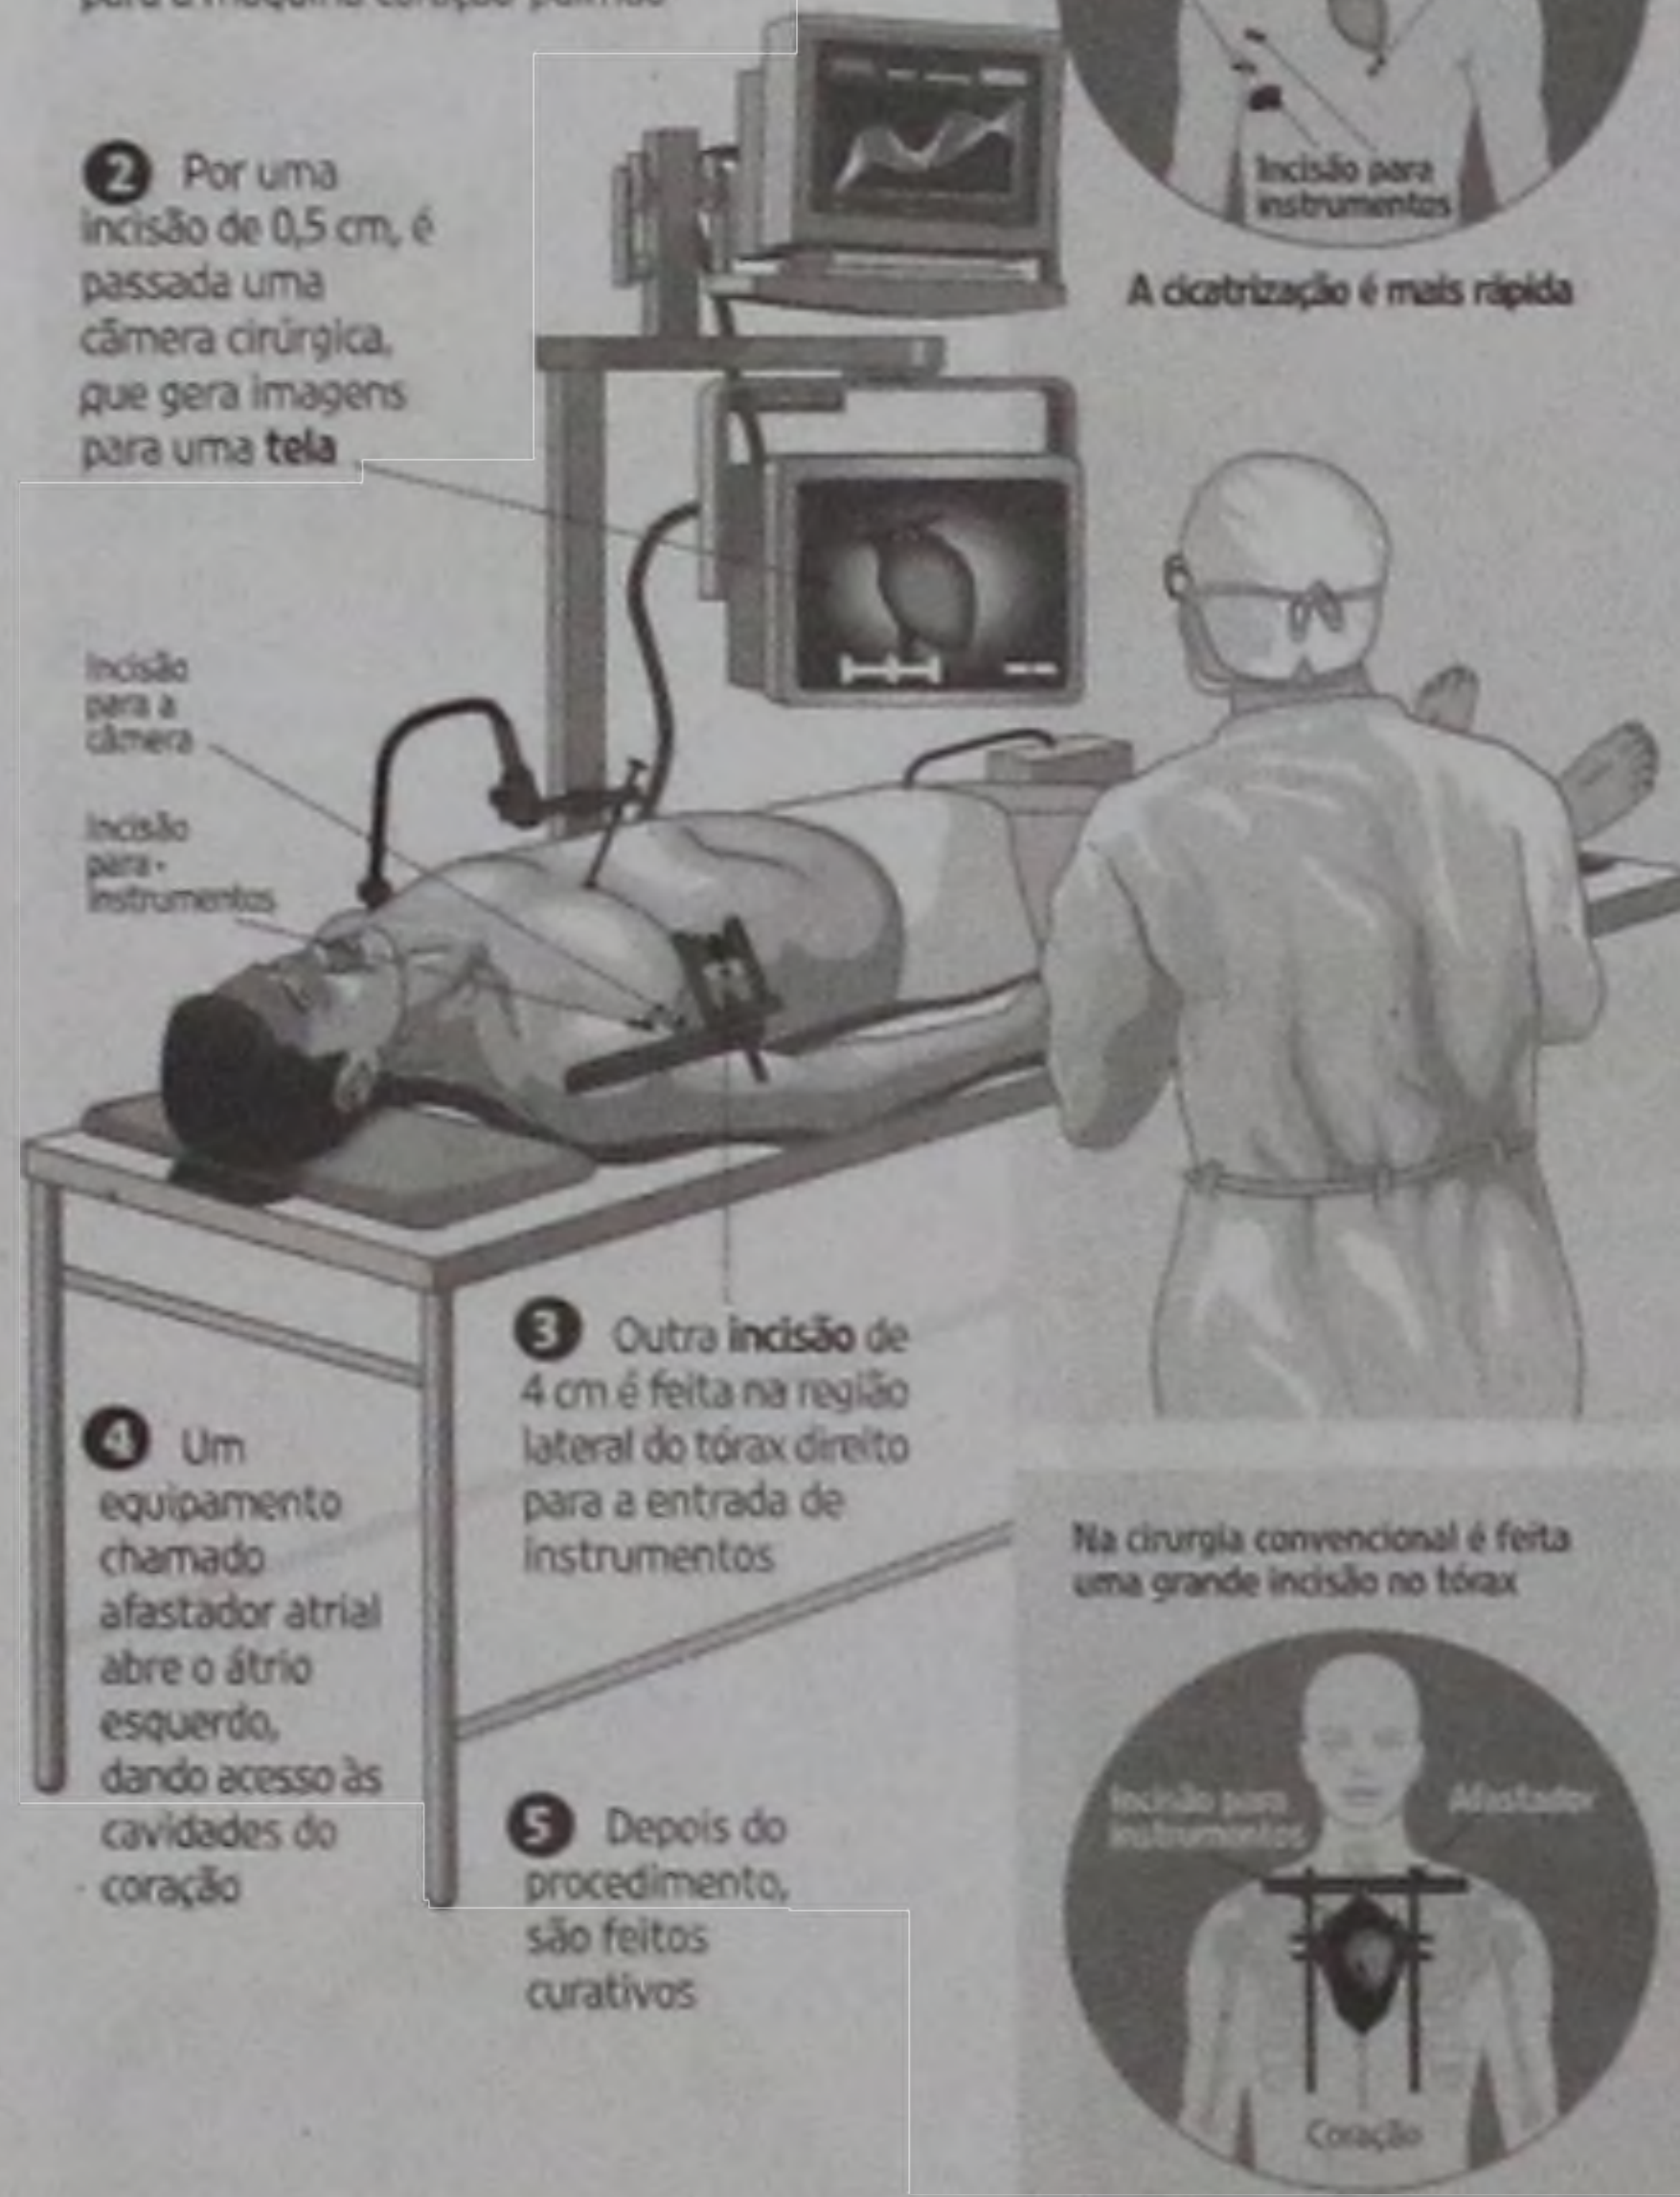 para a máquina coração-pulmão
2 Por uma
incisão de 0,5 cm, é
passada uma
câmera cirúrgica,
que gera imagens
para uma tela
Incisão para
instrumentos
A cicatrização é mais rápida
Incisão
para a
câmera
Incisão
para
instrumentos
3 Outra incisão de
4 cm é feita na região
lateral do tórax direito
para a entrada de
instrumentos
4 Um
equipamento
chamado
afastador atrial
abre o átrio
esquerdo,
dando acesso às
cavidades do
coração
5 Depois do
procedimento,
são feitos
curativos
Na cirurgia convencional é feita
uma grande incisão no tórax
Incisão para
instrumentos
Afastador
Coração